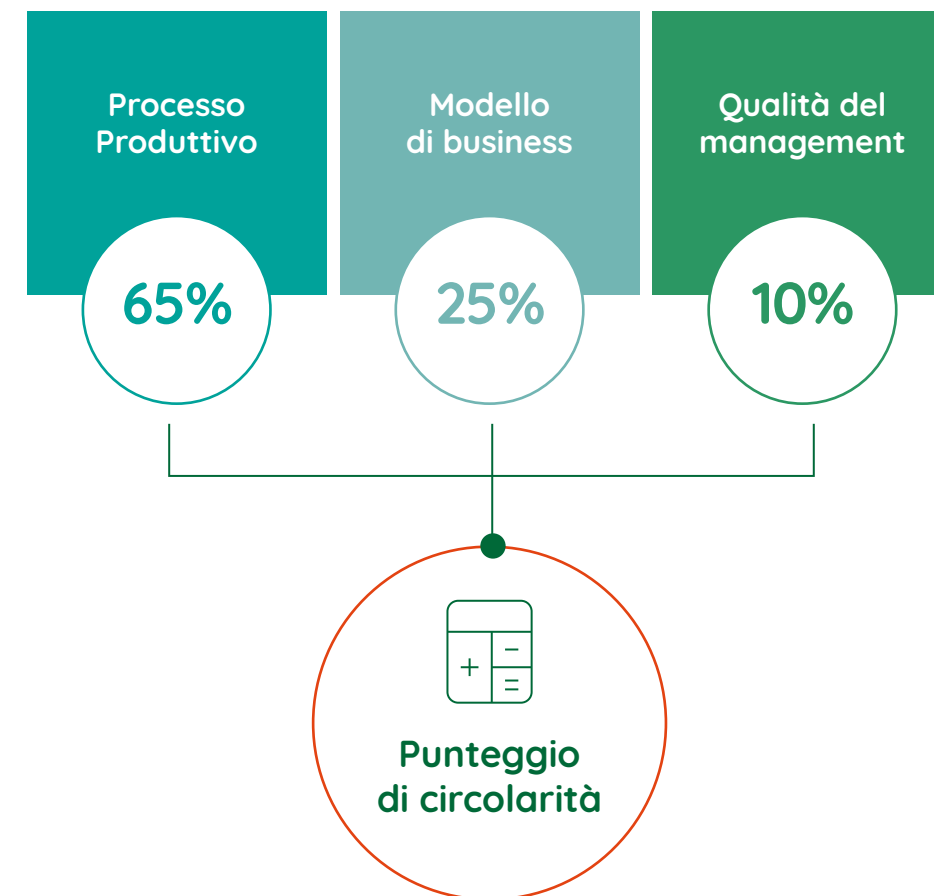 Processo
Produttivo
Modello
di business
Qualità del
management
65%
25%
10%
Punteggio
di circolarità